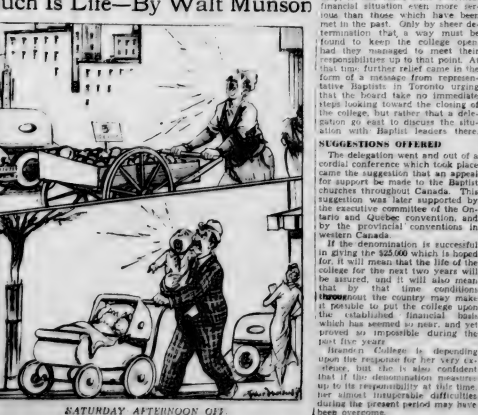 uch Is Life—By Walt Munson
3
SATURDAY AFTERNOON OFF
financial situation even more ser-
ious than those which have been
met in the past. Only by sheer de-
termination that a way must be
found to keep the college open
had they managed to meet their
responsibilities up to that point. At
that time further relief came in the
form of a message from represen-
tative Baptists in Toronto urging
that the board take no immediate
steps looking toward the closing of
the college, but rather that a dele-
gation go east to discuss the situ-
ation with Baptist leaders there.
SUGGESTIONS OFFERED
The delegation went and out of a
cordial conference which took place
came the suggestion that an appeal
for support be made to the Baptist
churches throughout Canada. This
suggestion was later supported by
the executive committee of the On-
tario and Quebec convention, and
by the provincial conventions in
western Canada.
If the denomination is successful
in giving the $25,000 which is hoped
for, it will mean that the life of the
college for the next two years will
be assured, and it will also mean
that by that time conditions
throughout the country may make
it possible to put the college upon
the established financial basis
which has seemed so near, and yet
proved so impossible during the
past five years.
Brandon College is depending
upon the response for her very ex-
istence, but she is also confident
that if the denomination measures
up to its responsibility at this time,
her almost insuperable difficulties
during the present period may have
been overcome.